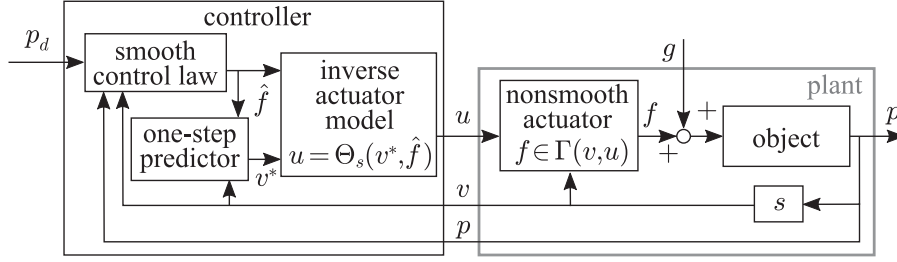 controller
p_d
smooth
control law
f̂
one-step
predictor
v*
inverse
actuator
model
u = Θ_s(v*, f̂)
u
plant
nonsmooth
actuator
f ∈ Γ(v,u)
f
g
+
+
object
p
v
s
p